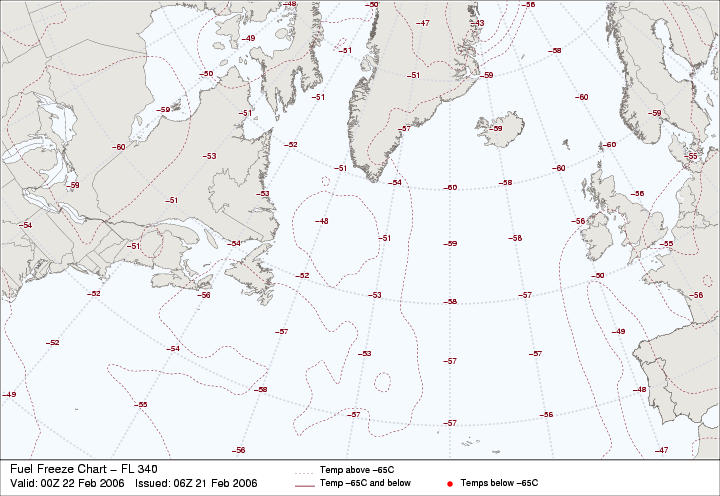 −48 −50 −56
−47 −43
−49
−51 −58
−50 −51 −59
−51 −60
−59 −51 −59
−57 −59
−60 −52 −60
−53 −55
−51 −60
−59 −54 −58
−53 −60 −56
−51
−54 −48 −56
−51 −54 −51 −59 −58 −55
−52 −50
−52 −56 −53 −58 −57 −58
−57 −49
−52 −54 −53 −57 −57
−49 −58 −48
−55 −57 −57 −56
−56 −47
Fuel Freeze Chart − FL 340
Valid: 00Z 22 Feb 2006 Issued: 06Z 21 Feb 2006
Temp above −65C
Temp −65C and below
Temps below −65C